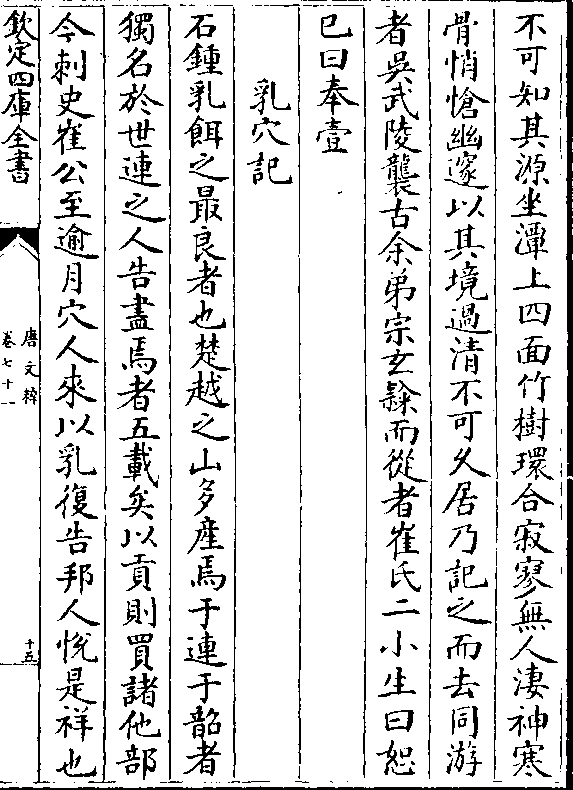 不可知其源坐潭上四面竹樹環合寂寥無人淒神寒
骨悄愴幽邃以其境過清不可乆居乃記之而去同游
者吳武陵龔古余弟宗玄𨽻而從者崔氏二小生曰恕
已曰奉壹
乳穴記
石鍾乳餌之最良者也楚越之山多産焉于連于韶者
獨名於世連之人告盡焉者五載矣以貢則買諸他部
今刺史崔公至逾月穴人來以乳復告邦人悅是祥也
欽定四庫全書
唐文粹
卷七十一
十五